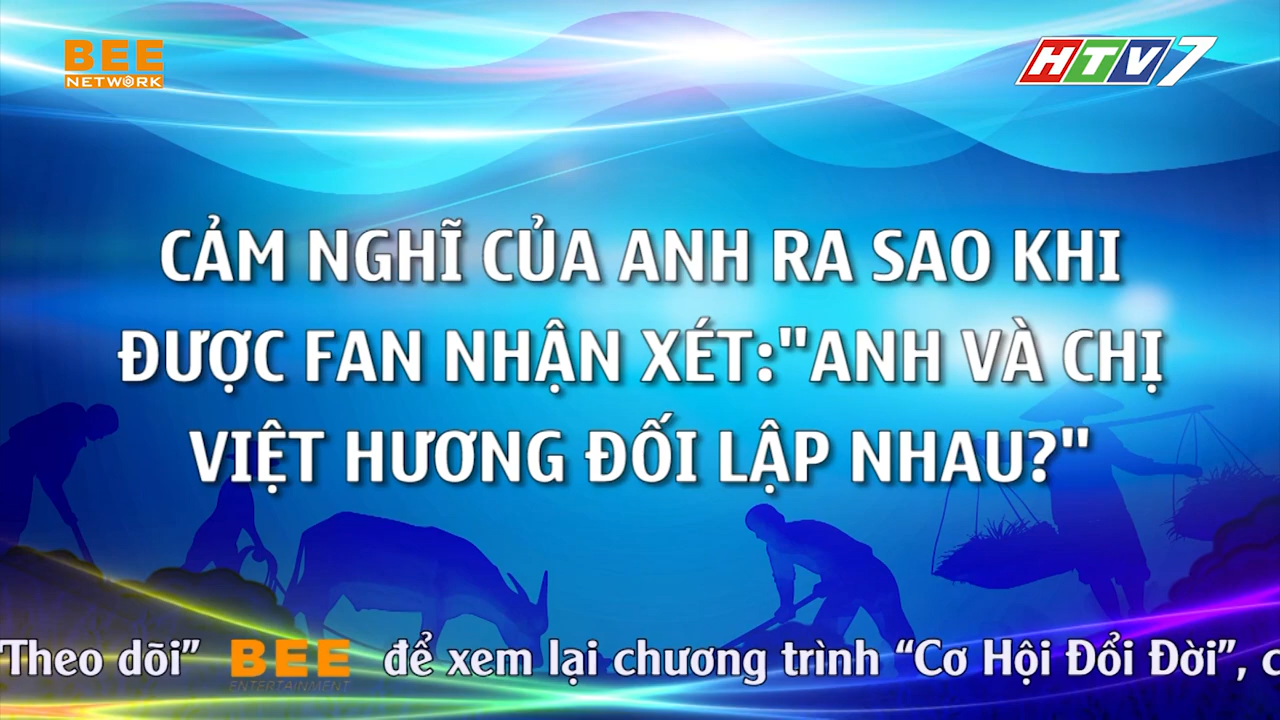 BEE
NETWORK
HTV7
CẢM NGHĨ CỦA ANH RA SAO KHI
ĐƯỢC FAN NHẬN XÉT:"ANH VÀ CHỊ
VIỆT HƯƠNG ĐỐI LẬP NHAU?"
Theo dõi” BEE ENTERTAINMENT để xem lại chương trình “Cơ Hội Đổi Đời”, c